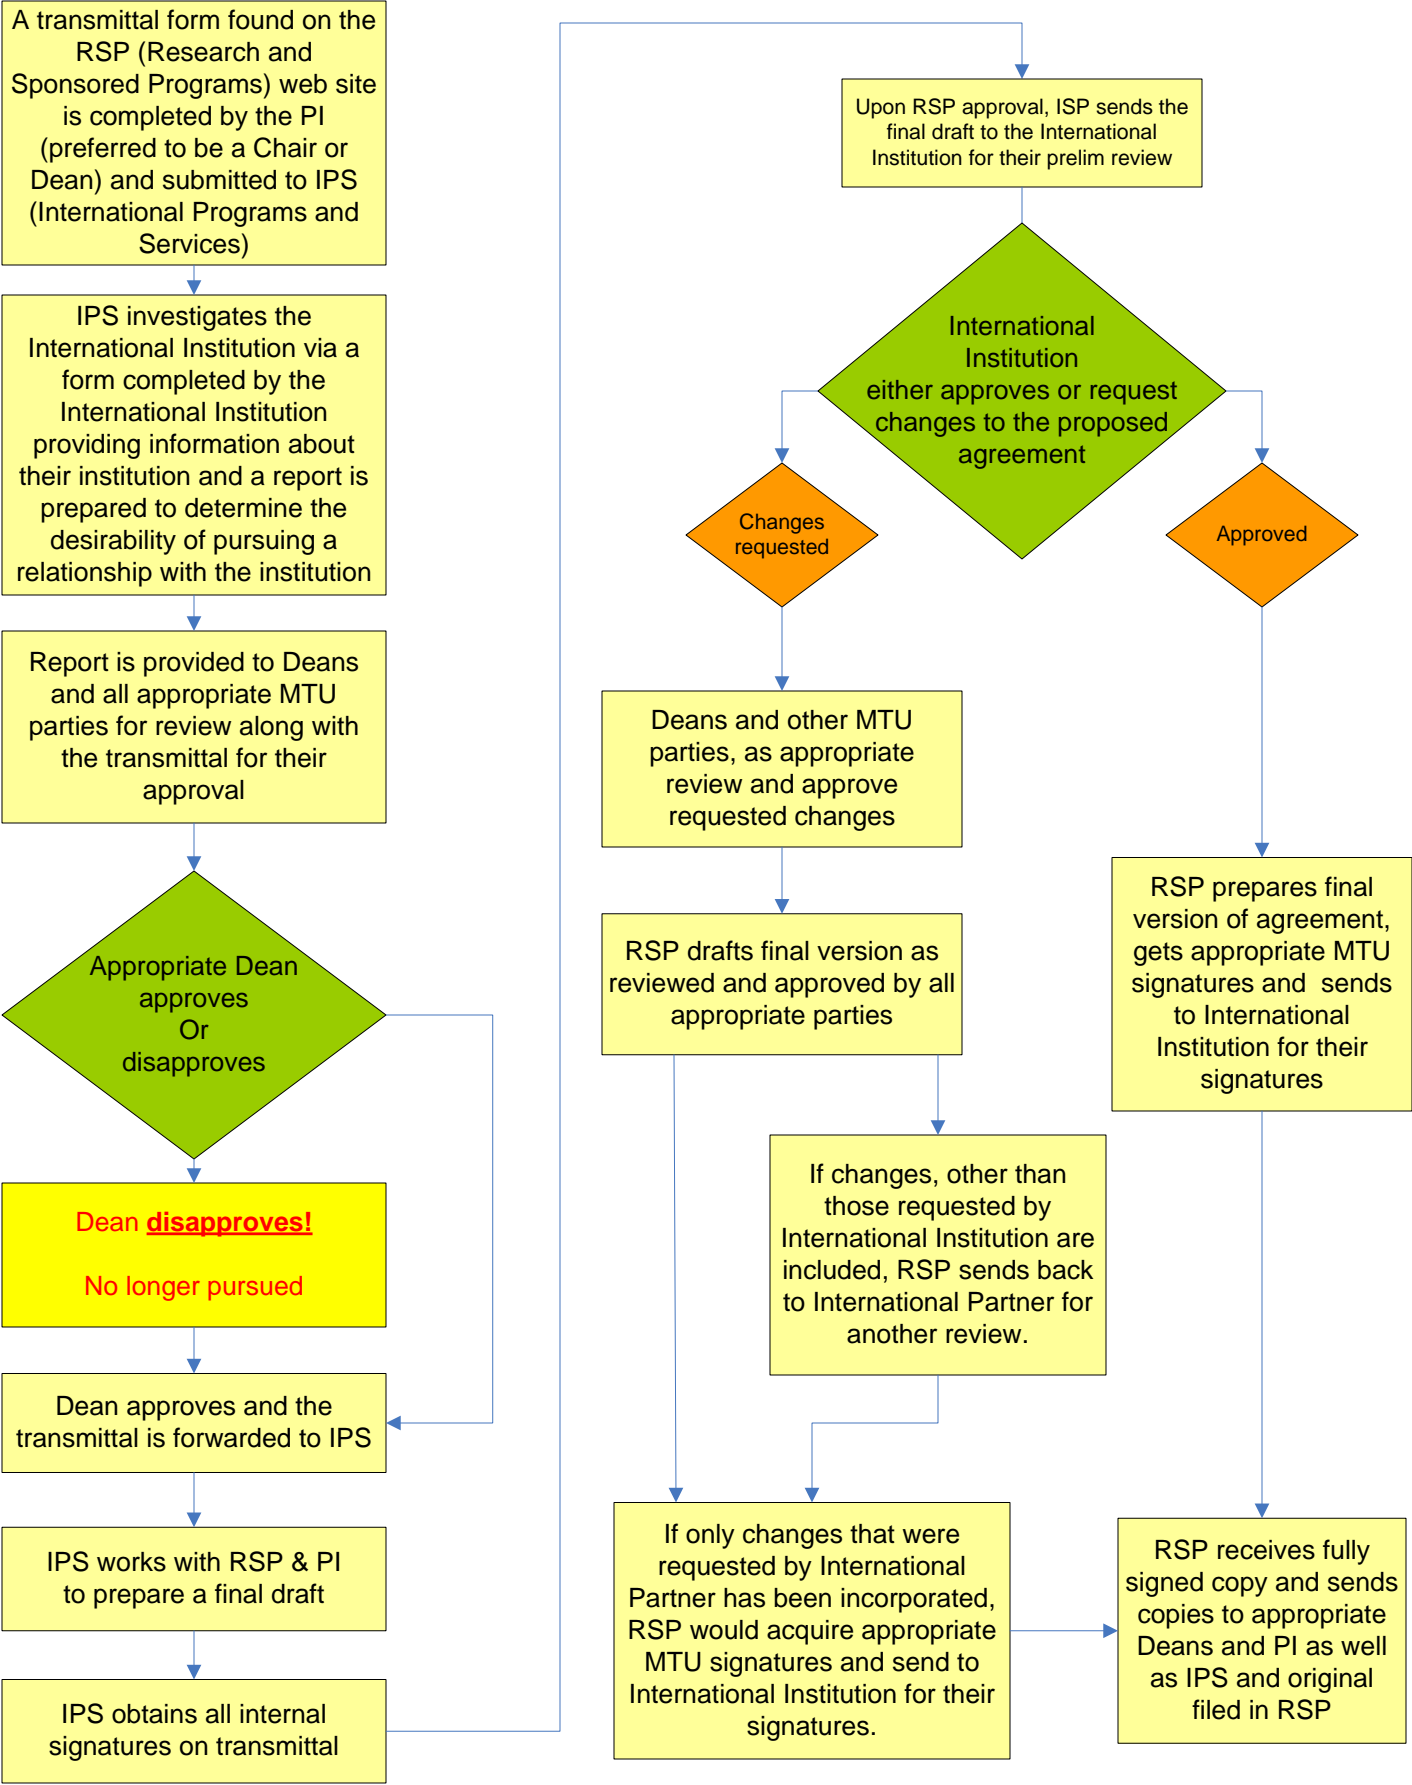 A transmittal form found on the
RSP (Research and
Sponsored Programs) web site
is completed by the PI
(preferred to be a Chair or
Dean) and submitted to IPS
(International Programs and
Services)
IPS investigates the
International Institution via a
form completed by the
International Institution
providing information about
their institution and a report is
prepared to determine the
desirability of pursuing a
relationship with the institution
Report is provided to Deans
and all appropriate MTU
parties for review along with
the transmittal for their
approval
Appropriate Dean
approves
Or
disapproves
Dean disapproves!
No longer pursued
Dean approves and the
transmittal is forwarded to IPS
IPS works with RSP & PI
to prepare a final draft
IPS obtains all internal
signatures on transmittal
Upon RSP approval, ISP sends the
final draft to the International
Institution for their prelim review
International
Institution
either approves or request
changes to the proposed
agreement
Changes
requested
Approved
Deans and other MTU
parties, as appropriate
review and approve
requested changes
RSP drafts final version as
reviewed and approved by all
appropriate parties
If changes, other than
those requested by
International Institution are
included, RSP sends back
to International Partner for
another review.
If only changes that were
requested by International
Partner has been incorporated,
RSP would acquire appropriate
MTU signatures and send to
International Institution for their
signatures.
RSP prepares final
version of agreement,
gets appropriate MTU
signatures and sends
to International
Institution for their
signatures
RSP receives fully
signed copy and sends
copies to appropriate
Deans and PI as well
as IPS and original
filed in RSP